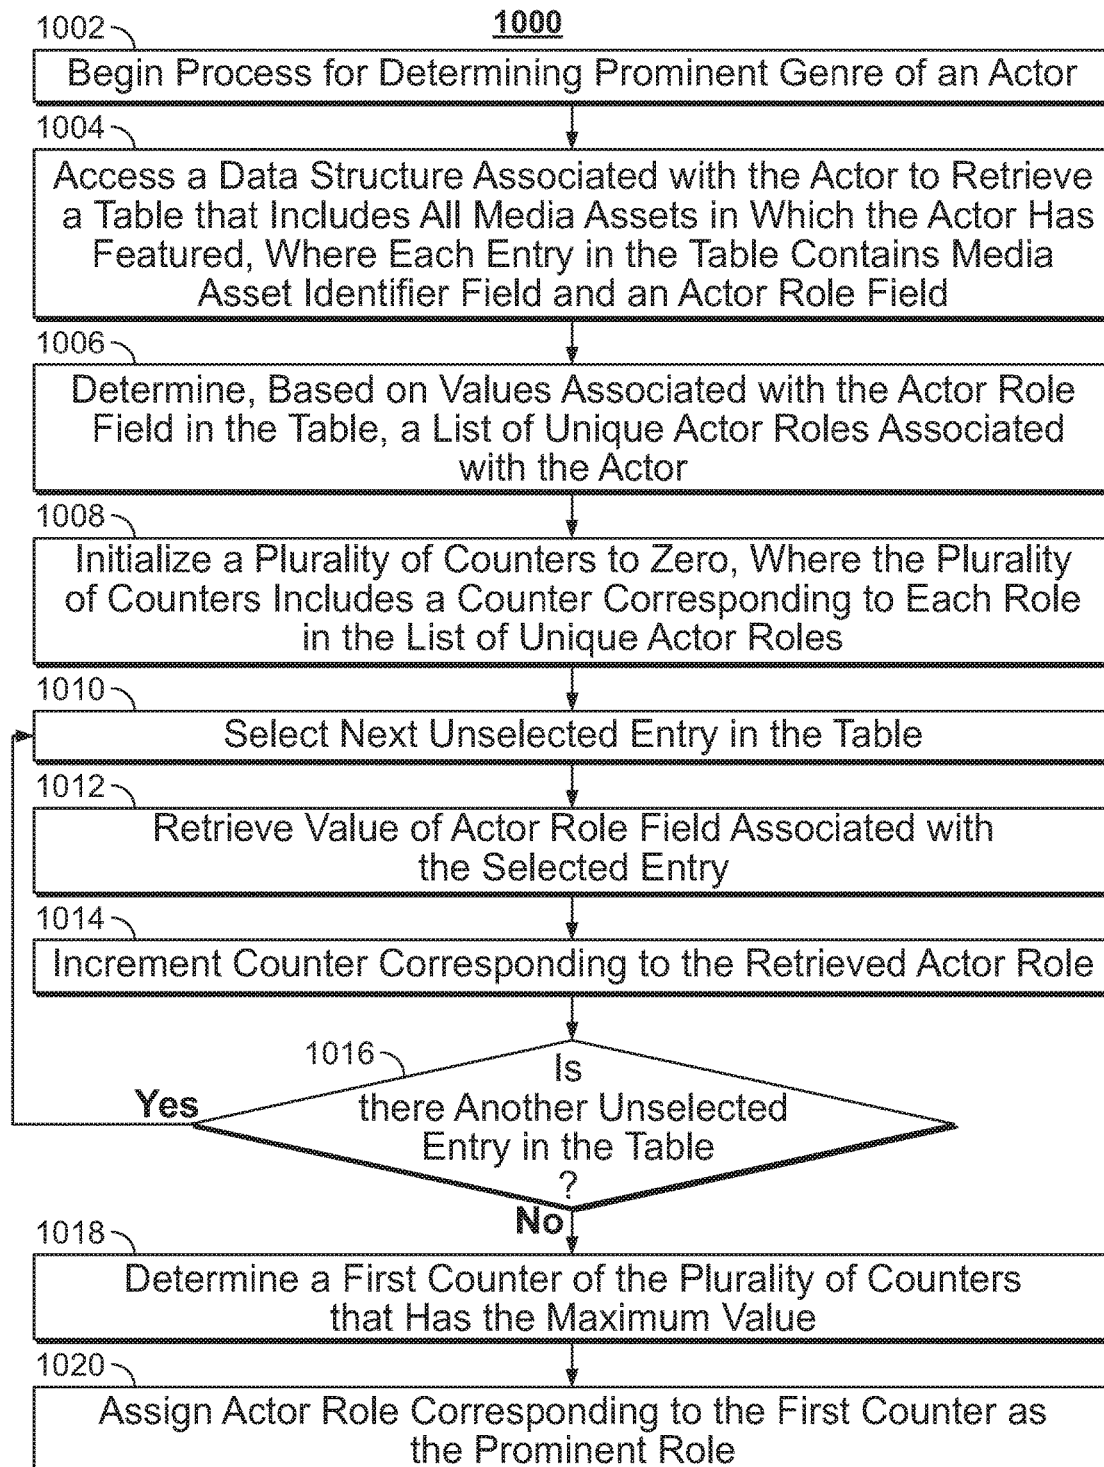 1000
1002
Begin Process for Determining Prominent Genre of an Actor
1004
Access a Data Structure Associated with the Actor to Retrieve
a Table that Includes All Media Assets in Which the Actor Has
Featured, Where Each Entry in the Table Contains Media
Asset Identifier Field and an Actor Role Field
1006
Determine, Based on Values Associated with the Actor Role
Field in the Table, a List of Unique Actor Roles Associated
with the Actor
1008
Initialize a Plurality of Counters to Zero, Where the Plurality
of Counters Includes a Counter Corresponding to Each Role
in the List of Unique Actor Roles
1010
Select Next Unselected Entry in the Table
1012
Retrieve Value of Actor Role Field Associated with
the Selected Entry
1014
Increment Counter Corresponding to the Retrieved Actor Role
1016
Is
there Another Unselected
Entry in the Table
?
Yes
No
1018
Determine a First Counter of the Plurality of Counters
that Has the Maximum Value
1020
Assign Actor Role Corresponding to the First Counter as
the Prominent Role